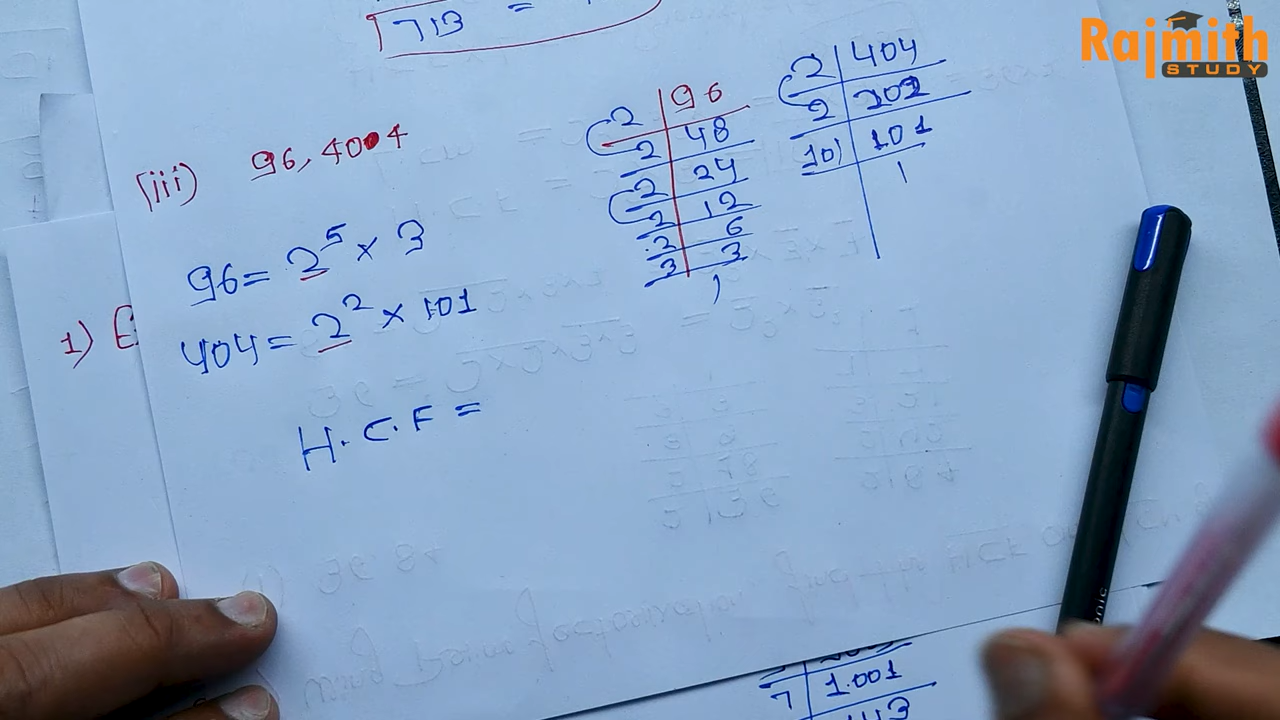 713 =
Rajmith
STUDY
(iii) 96, 404
2 | 96
2 | 48
2 | 24
2 | 12
2 | 6
3 | 3
1
2 | 404
2 | 202
101 | 101
1
96 = 2⁵ × 3
404 = 2² × 101
1) E
H.C.F =
7 | 1001